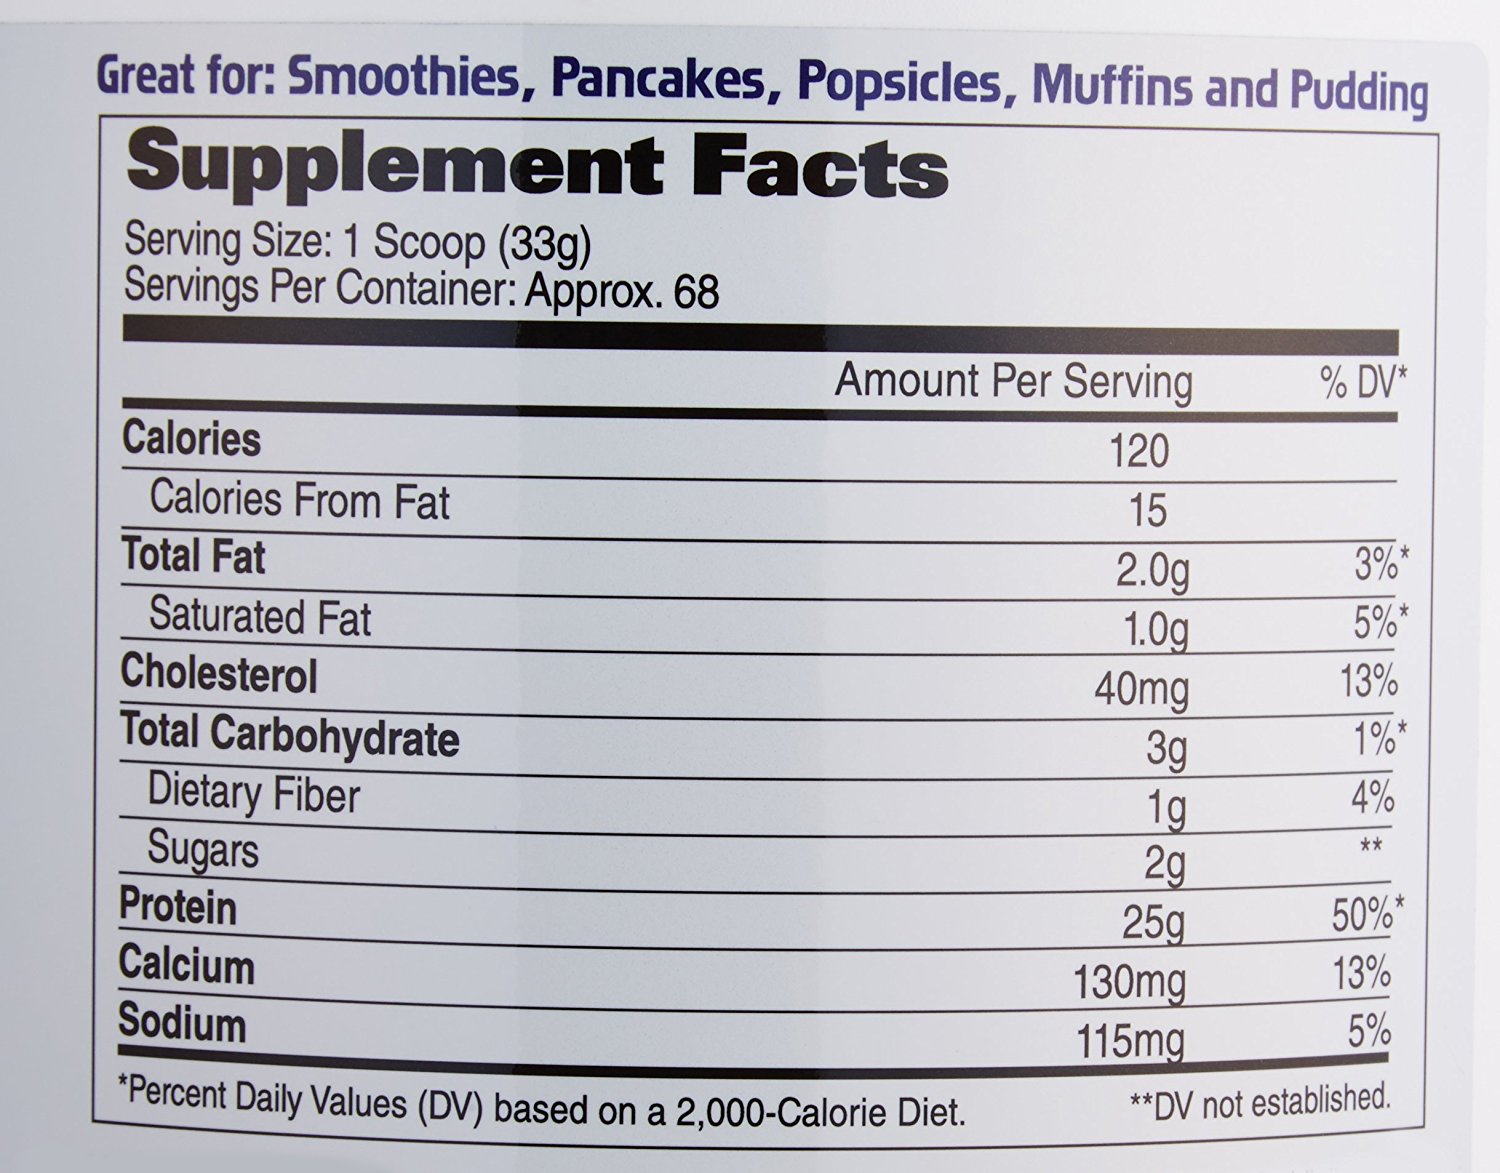 Great for: Smoothies, Pancakes, Popsicles, Muffins and Pudding
Supplement Facts
Serving Size: 1 Scoop (33g)
Servings Per Container: Approx. 68
Amount Per Serving % DV*
Calories 120
Calories From Fat 15
Total Fat 2.0g 3%*
Saturated Fat 1.0g 5%*
Cholesterol 40mg 13%
Total Carbohydrate 3g 1%*
Dietary Fiber 1g 4%
Sugars 2g **
Protein 25g 50%*
Calcium 130mg 13%
Sodium 115mg 5%
*Percent Daily Values (DV) based on a 2,000-Calorie Diet. **DV not established.